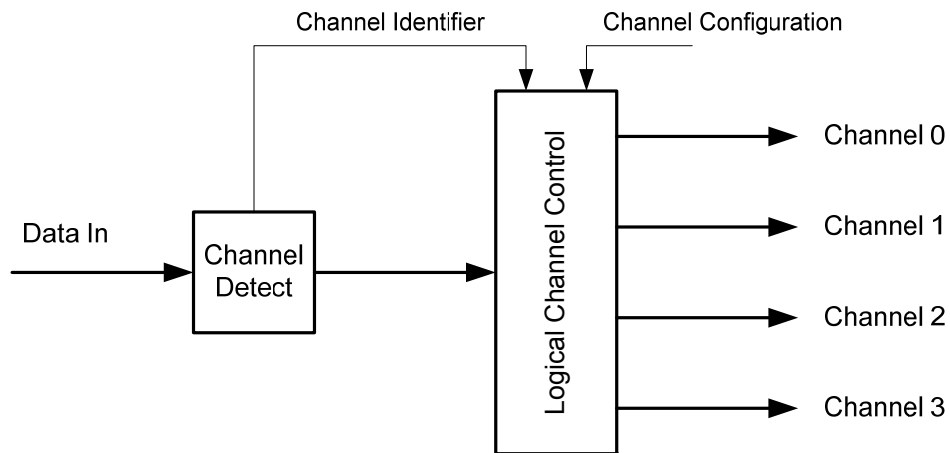 Channel Identifier
Channel Configuration
Data In
Channel
Detect
Logical Channel Control
Channel 0
Channel 1
Channel 2
Channel 3